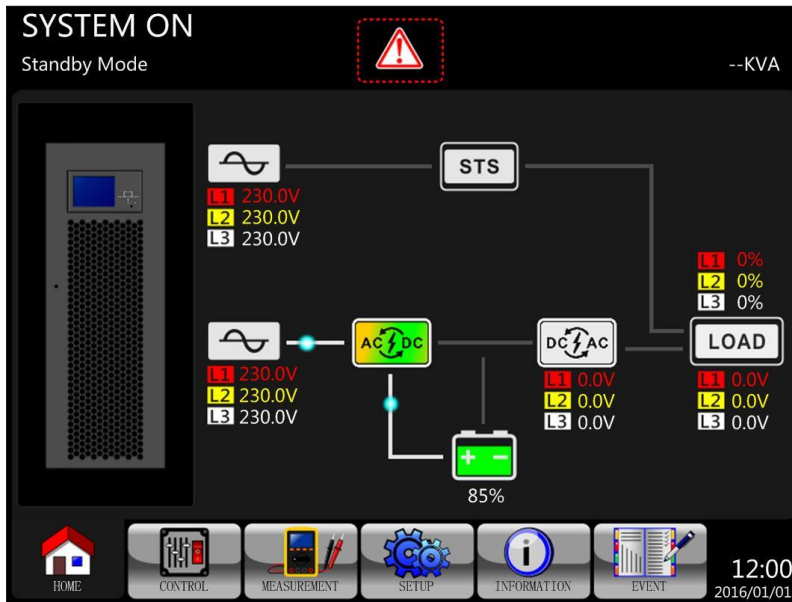 SYSTEM ON
Standby Mode
--KVA
STS
L1 230.0V
L2 230.0V
L3 230.0V
L1 0%
L2 0%
L3 0%
AC DC
DC AC
LOAD
L1 230.0V
L2 230.0V
L3 230.0V
L1 0.0V
L2 0.0V
L3 0.0V
L1 0.0V
L2 0.0V
L3 0.0V
+ -
85%
HOME
CONTROL
MEASUREMENT
SETUP
INFORMATION
EVENT
12:00
2016/01/01